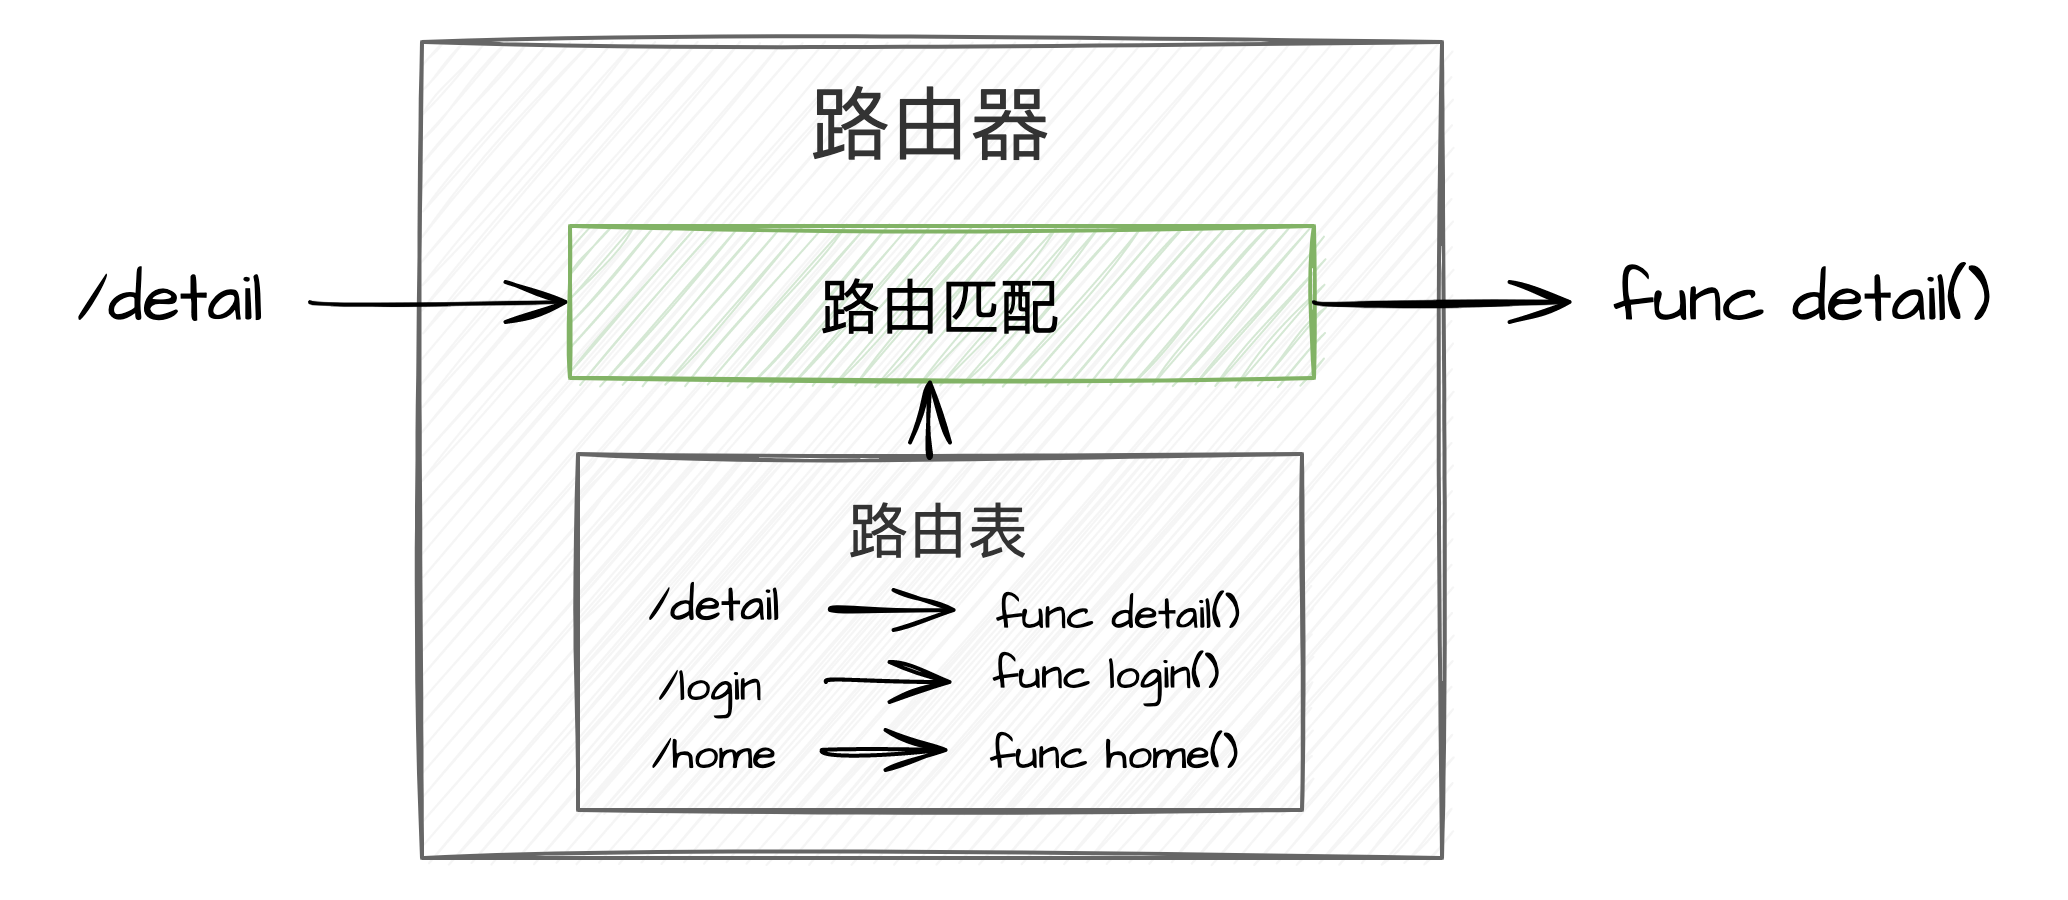 路由器
/detail
路由匹配
func detail()
路由表
/detail
func detail()
/login
func login()
/home
func home()